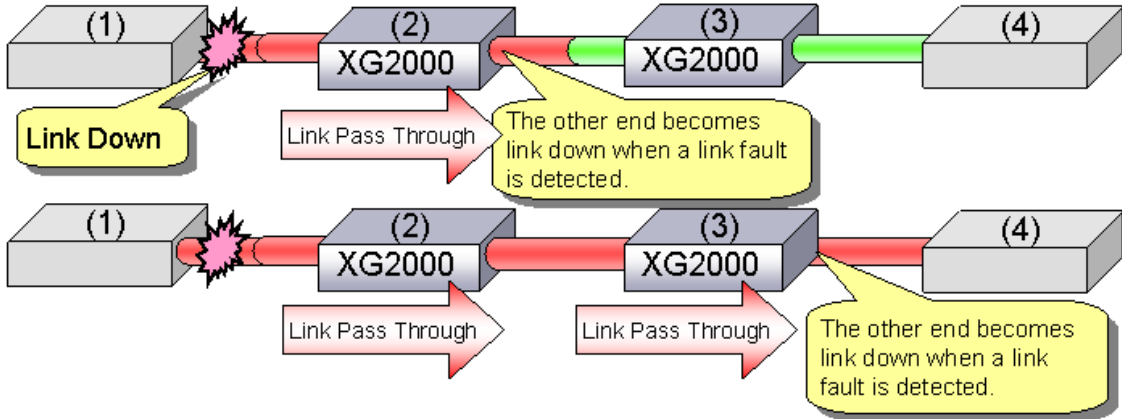 (1)
(2)
(3)
(4)
XG2000
XG2000
Link Down
Link Pass Through
The other end becomes
link down when a link fault
is detected.
(1)
(2)
(3)
(4)
XG2000
XG2000
Link Pass Through
Link Pass Through
The other end becomes
link down when a link
fault is detected.